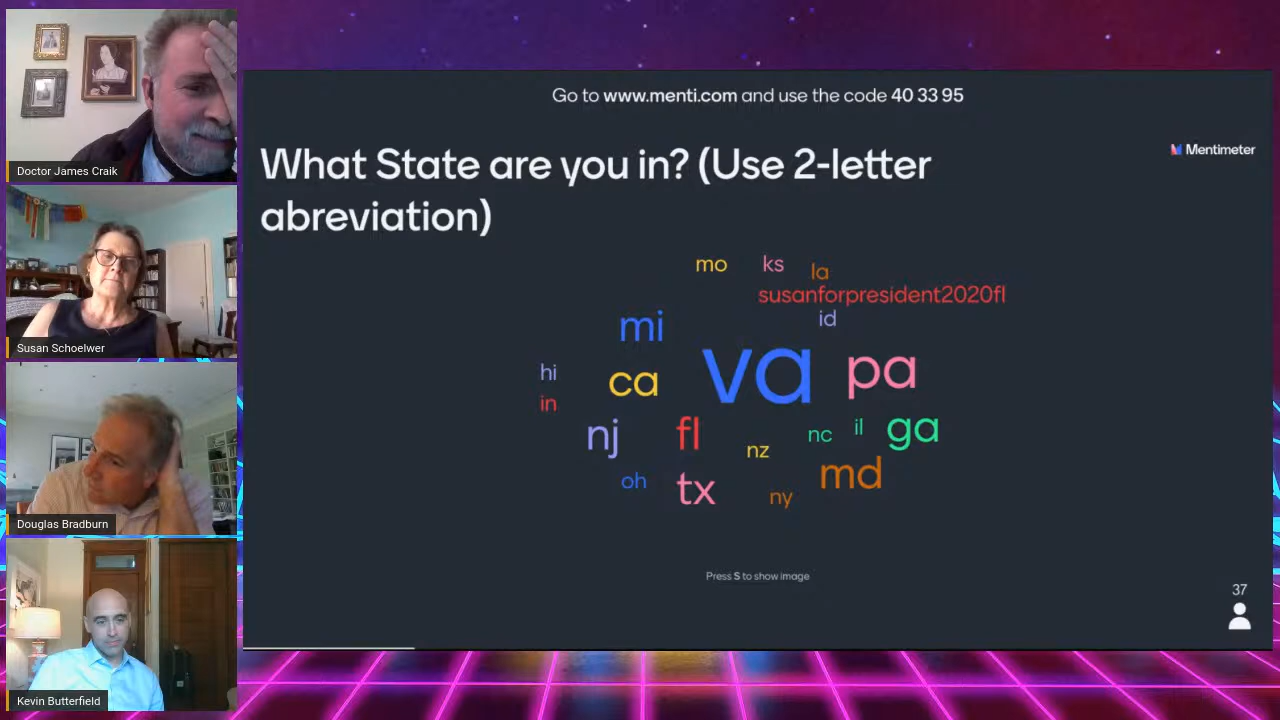 Doctor James Craik
Susan Schoelwer
Douglas Bradburn
Kevin Butterfield
Go to www.menti.com and use the code 40 33 95
Mentimeter
What State are you in? (Use 2-letter
abreviation)
mo ks la
susanforpresident2020fl
mi id
hi ca va pa
in
nj fl nz nc il ga
oh tx ny md
Press S to show image
37